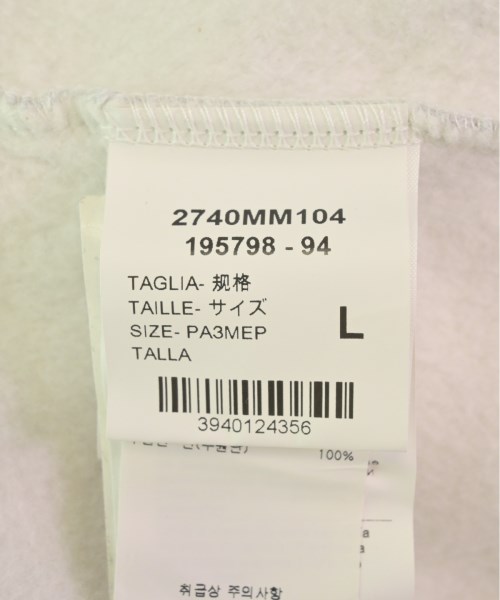 2740MM104
195798 - 94
TAGLIA- 规格
TAILLE- サイズ
SIZE- PA3MEP
TALLA
L
3940124356
100%
취급상 주의사항